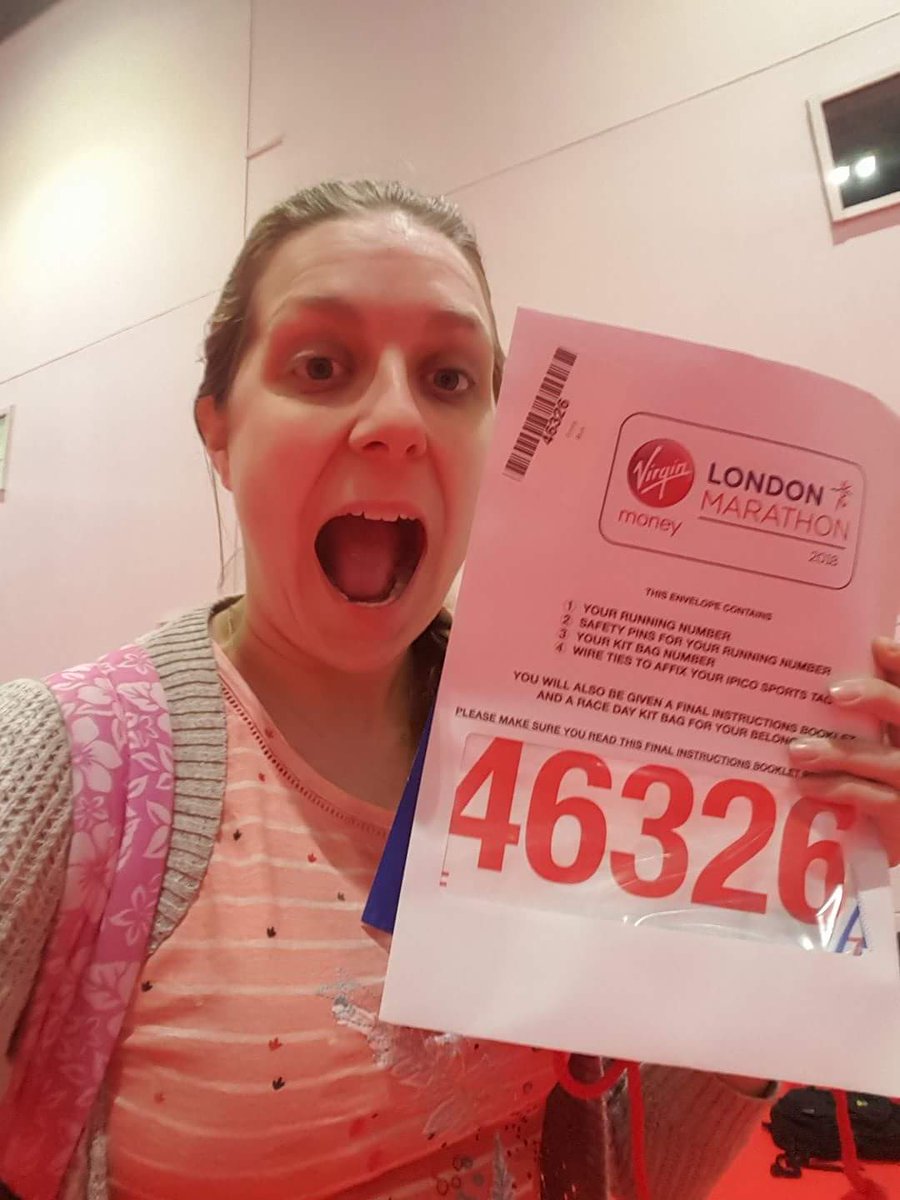 46326
Virgin
money
LONDON
MARATHON
2018
THIS ENVELOPE CONTAINS
1 YOUR RUNNING NUMBER
2 SAFETY PINS FOR YOUR RUNNING NUMBER
3 YOUR KIT BAG NUMBER
4 WIRE TIES TO AFFIX YOUR IPICO SPORTS TAG
YOU WILL ALSO BE GIVEN A FINAL INSTRUCTIONS BOOKLET
AND A RACE DAY KIT BAG FOR YOUR
PLEASE MAKE SURE YOU READ THIS FINAL INSTRUCTIONS BOOKLET
46326